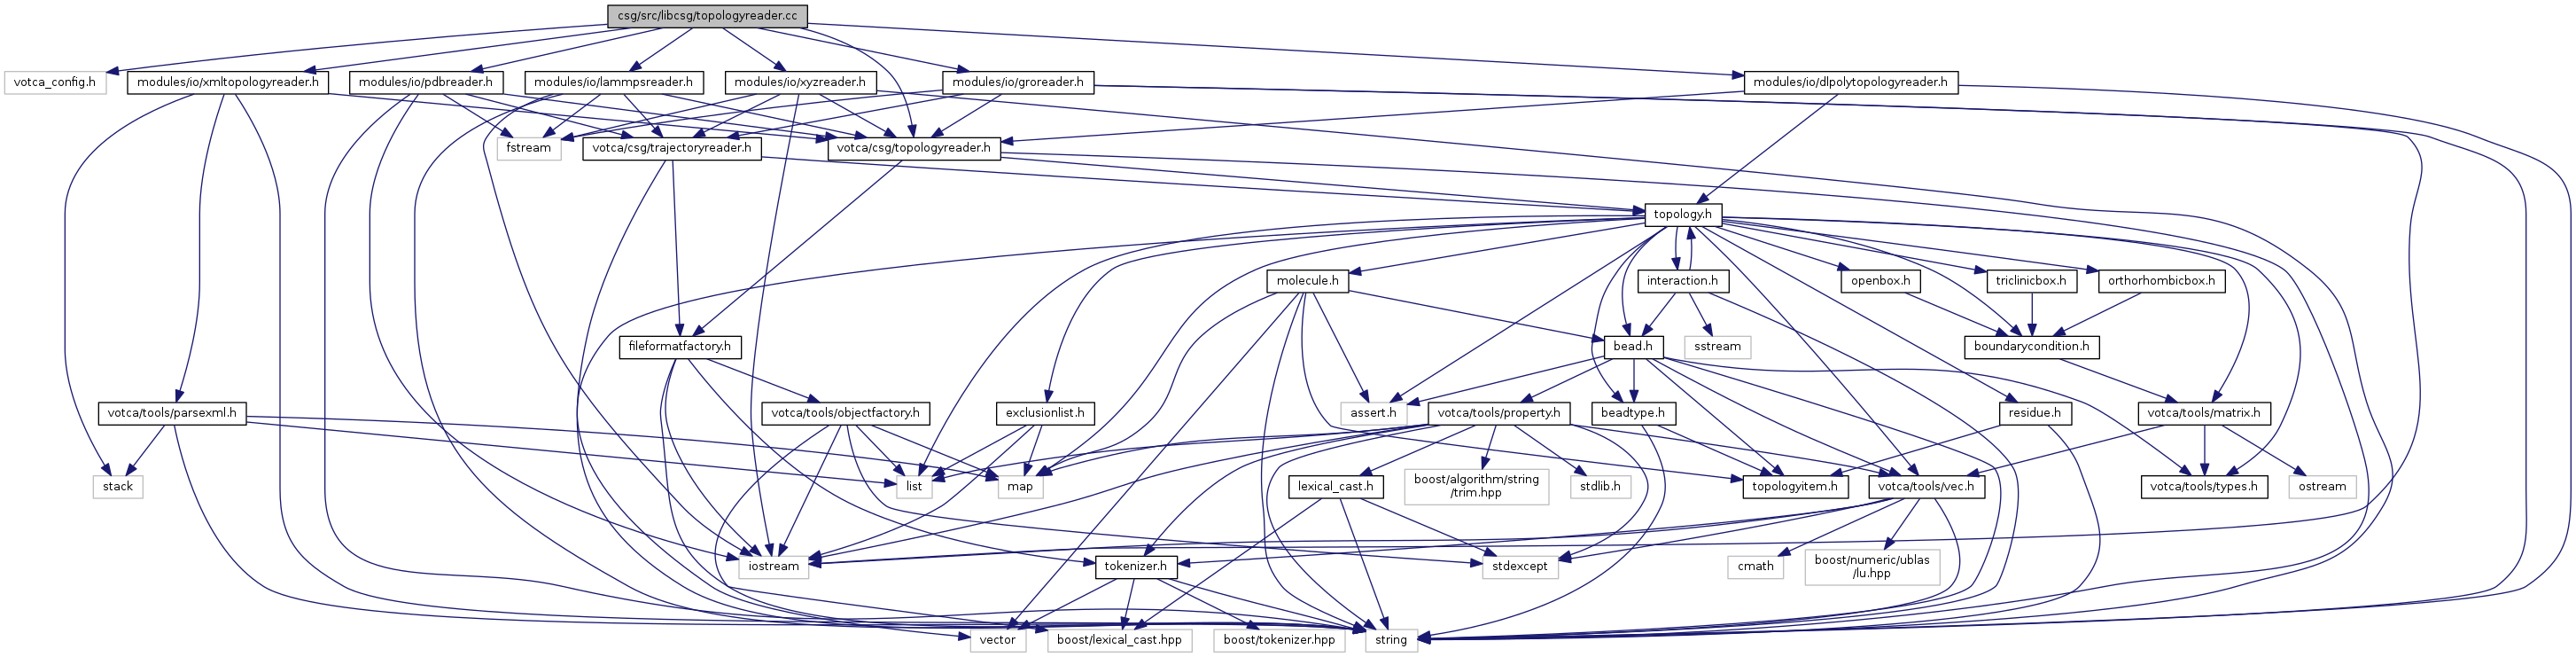 csg/src/libcsg/topologyreader.cc
votca_config.h
modules/io/xmltopologyreader.h
modules/io/pdbreader.h
modules/io/lammpsreader.h
modules/io/xyzreader.h
modules/io/groreader.h
modules/io/dlpolytopologyreader.h
fstream
votca/csg/trajectoryreader.h
votca/csg/topologyreader.h
topology.h
molecule.h
interaction.h
openbox.h
triclinicbox.h
orthorhombicbox.h
fileformatfactory.h
bead.h
sstream
boundarycondition.h
votca/tools/parsexml.h
votca/tools/objectfactory.h
exclusionlist.h
assert.h
votca/tools/property.h
beadtype.h
residue.h
votca/tools/matrix.h
stack
list
map
lexical_cast.h
boost/algorithm/string
/trim.hpp
stdlib.h
topologyitem.h
votca/tools/vec.h
votca/tools/types.h
ostream
iostream
tokenizer.h
stdexcept
cmath
boost/numeric/ublas
/lu.hpp
vector
boost/lexical_cast.hpp
boost/tokenizer.hpp
string